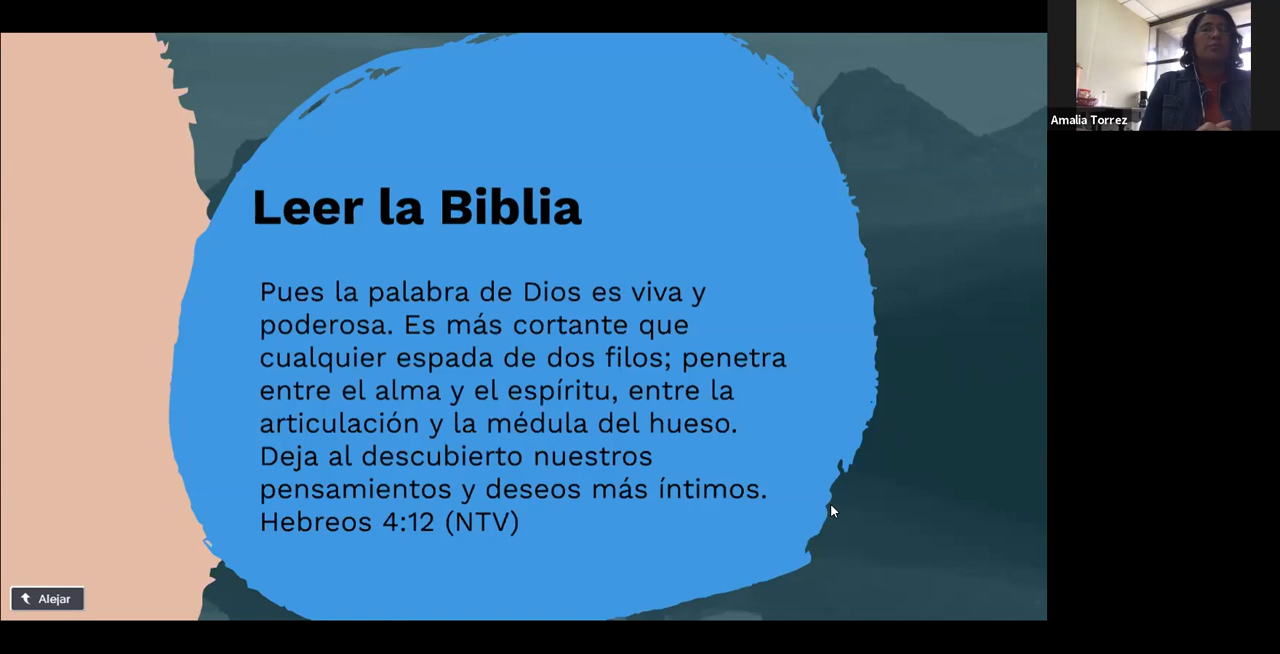 Amalia Torrez
Leer la Biblia
Pues la palabra de Dios es viva y
poderosa. Es más cortante que
cualquier espada de dos filos; penetra
entre el alma y el espíritu, entre la
articulación y la médula del hueso.
Deja al descubierto nuestros
pensamientos y deseos más íntimos.
Hebreos 4:12 (NTV)
Alejar